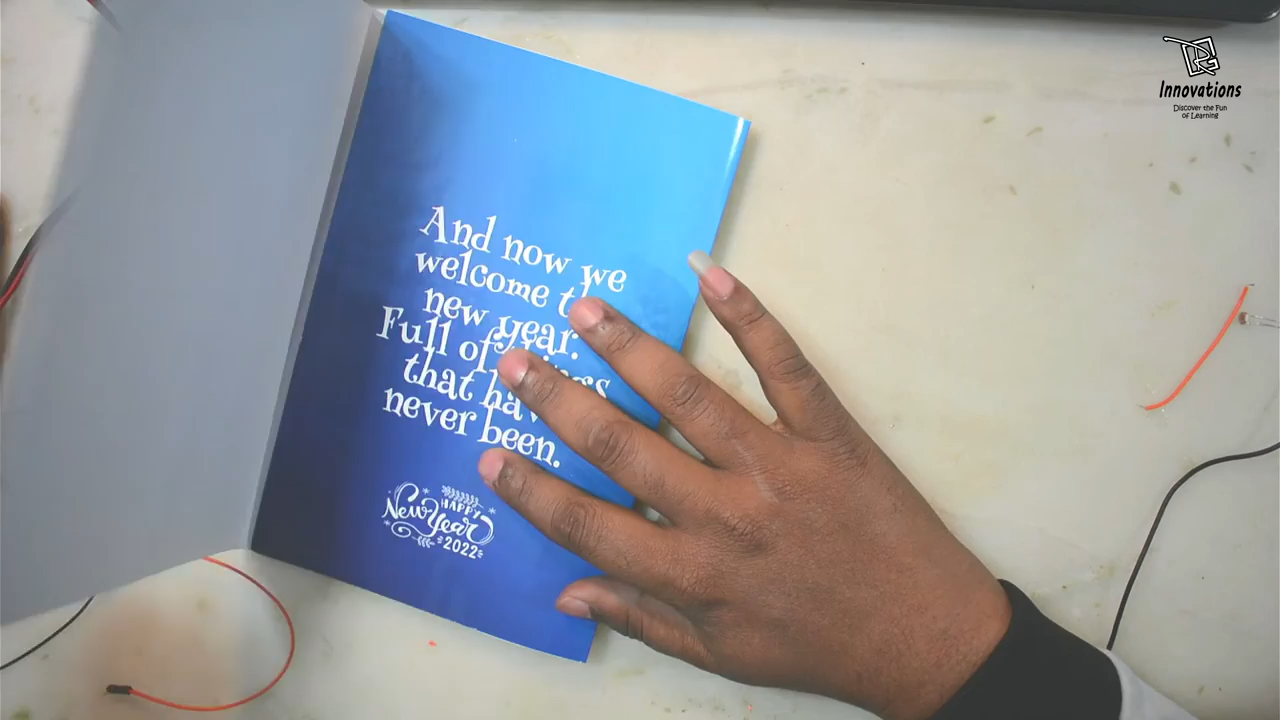 And now we
welcome
new year.
Full of
that
never been.
HAPPY
New Year
2022
Innovations
Discover the Fun
of Learning